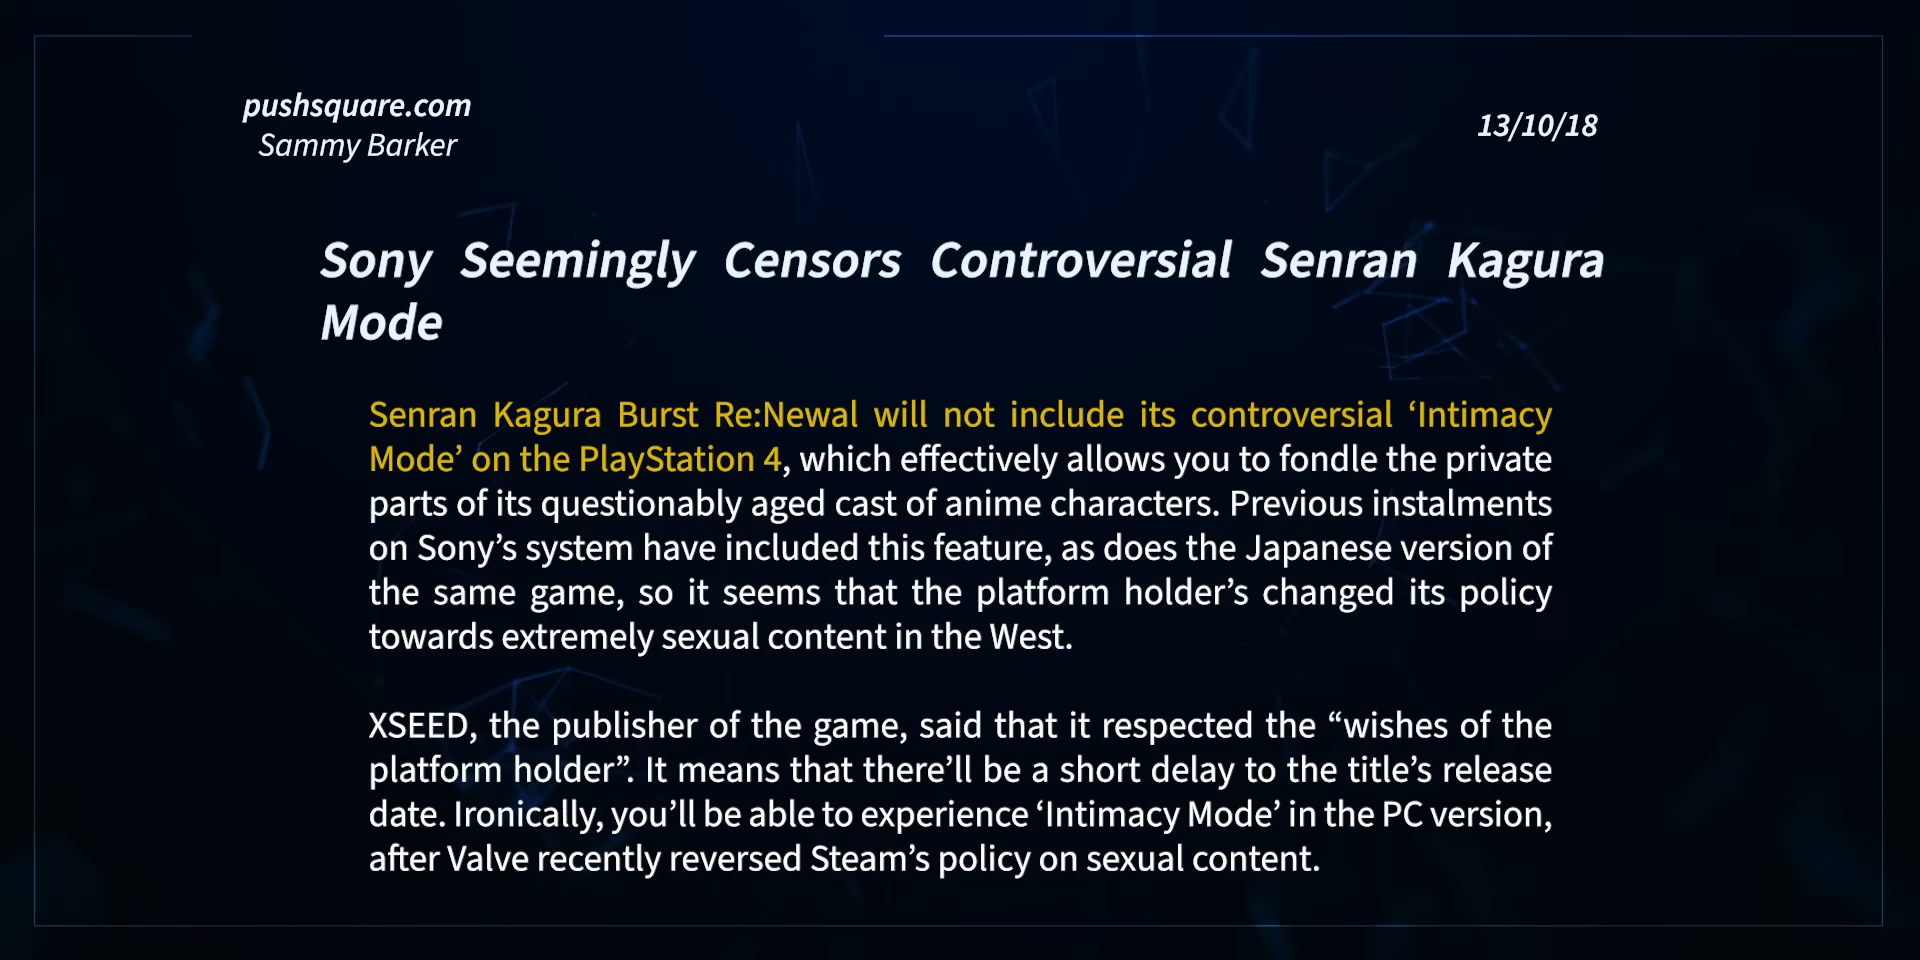 pushsquare.com
Sammy Barker
13/10/18
Sony Seemingly Censors Controversial Senran Kagura
Mode
Senran Kagura Burst Re:Newal will not include its controversial ‘Intimacy
Mode’ on the PlayStation 4, which effectively allows you to fondle the private
parts of its questionably aged cast of anime characters. Previous instalments
on Sony’s system have included this feature, as does the Japanese version of
the same game, so it seems that the platform holder’s changed its policy
towards extremely sexual content in the West.
XSEED, the publisher of the game, said that it respected the “wishes of the
platform holder”. It means that there’ll be a short delay to the title’s release
date. Ironically, you’ll be able to experience ‘Intimacy Mode’ in the PC version,
after Valve recently reversed Steam’s policy on sexual content.